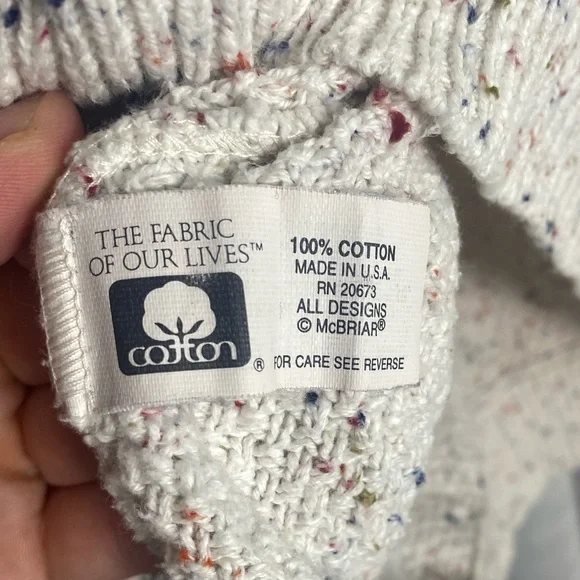 THE FABRIC
OF OUR LIVES™
cotton ®
100% COTTON
MADE IN U.S.A.
RN 20673
ALL DESIGNS
© McBRIAR®
FOR CARE SEE REVERSE